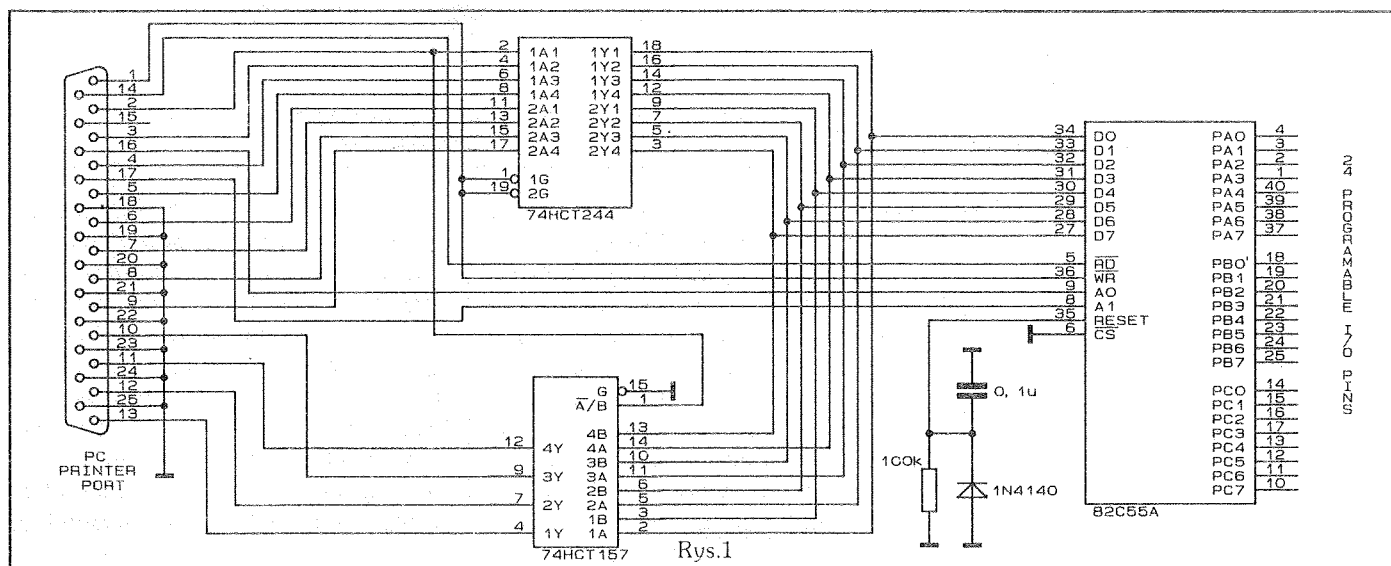 1
14
2
15
3
16
4
17
5
18
6
19
7
20
8
21
9
22
10
23
11
24
12
25
13
PC
PRINTER
PORT
2 1A1 1Y1 18
4 1A2 1Y2 16
6 1A3 1Y3 14
8 1A4 1Y4 12
11 2A1 2Y1 9
13 2A2 2Y2 7
15 2A3 2Y3 5
17 2A4 2Y4 3
1 1G
19 2G
74HCT244
G 15
A/B 1
4B 13
12 4Y 4A 14
3B 10
9 3Y 3A 11
2B 6
7 2Y 2A 5
1B 3
4 1Y 1A 2
74HCT157
Rys.1
0,1u
100k
1N4140
34 D0 PA0 4
33 D1 PA1 3
32 D2 PA2 2
31 D3 PA3 1
30 D4 PA4 40
29 D5 PA5 39
28 D6 PA6 38
27 D7 PA7 37
5 RD PB0' 18
36 WR PB1 19
9 A0 PB2 20
8 A1 PB3 21
35 RESET PB4 22
6 CS PB5 23
PB6 24
PB7 25
PC0 14
PC1 15
PC2 16
PC3 17
PC4 13
PC5 12
PC6 11
PC7 10
82C55A
24 PROGRAMABLE I/O PINS